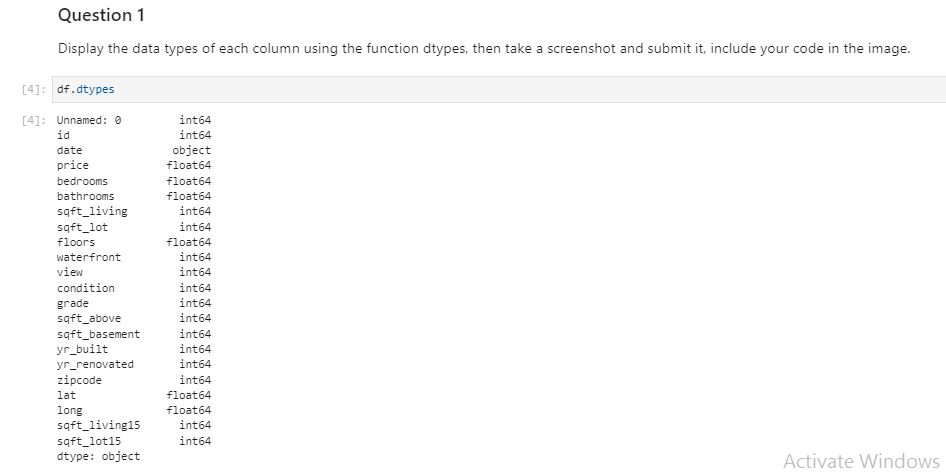 Question 1
Display the data types of each column using the function dtypes, then take a screenshot and submit it, include your code in the image.
[4]: df.dtypes
[4]: Unnamed: 0 int64
id int64
date object
price float64
bedrooms float64
bathrooms float64
sqft_living int64
sqft_lot int64
floors float64
waterfront int64
view int64
condition int64
grade int64
sqft_above int64
sqft_basement int64
yr_built int64
yr_renovated int64
zipcode int64
lat float64
long float64
sqft_living15 int64
sqft_lot15 int64
dtype: object
Activate Windows